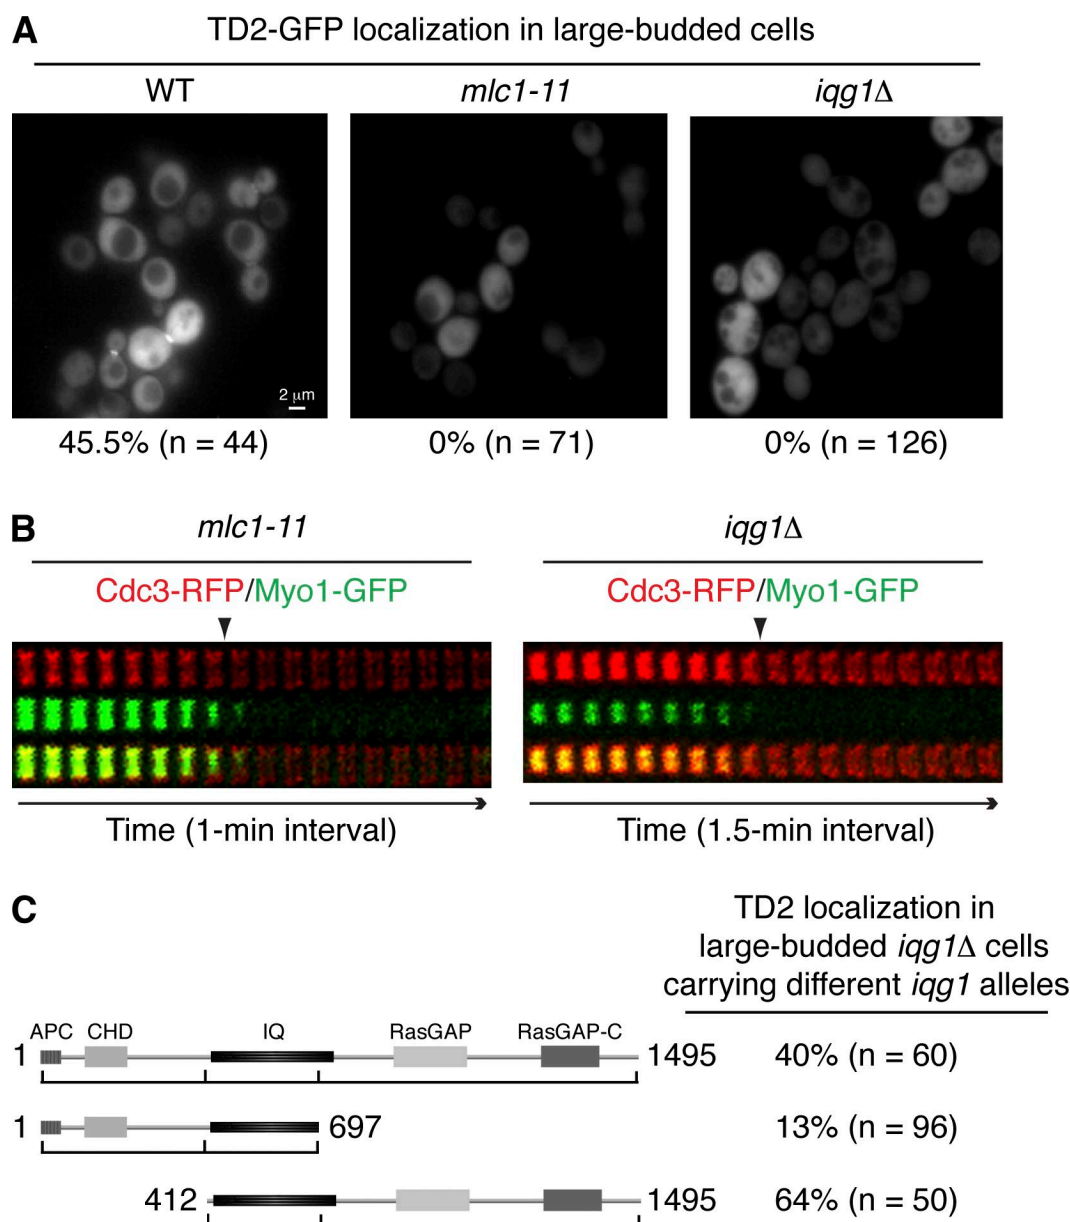 A
TD2-GFP localization in large-budded cells
WT mlc1-11 iqg1Δ
2 μm
45.5% (n = 44) 0% (n = 71) 0% (n = 126)
B
mlc1-11 iqg1Δ
Cdc3-RFP/Myo1-GFP Cdc3-RFP/Myo1-GFP
Time (1-min interval) Time (1.5-min interval)
C
TD2 localization in
large-budded iqg1Δ cells
carrying different iqg1 alleles
APC CHD IQ RasGAP RasGAP-C
1 1495 40% (n = 60)
1 697 13% (n = 96)
412 1495 64% (n = 50)